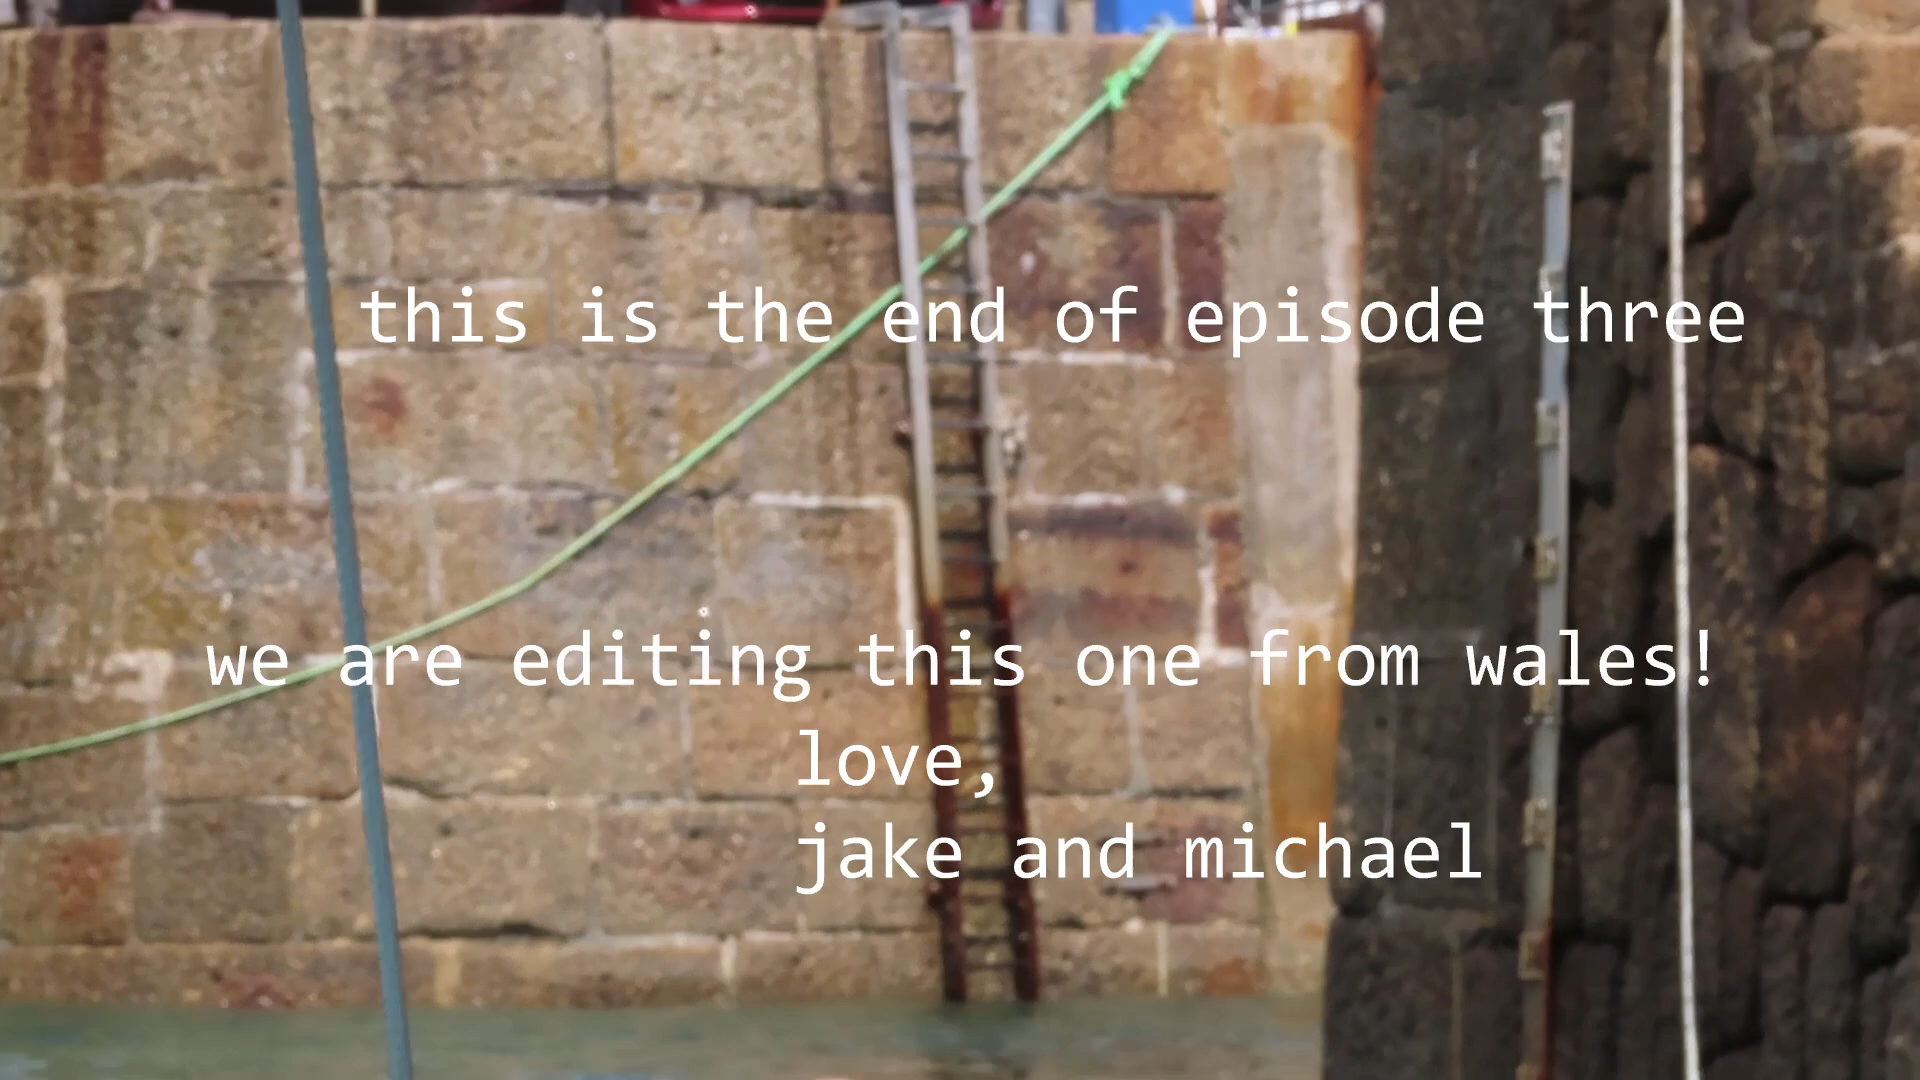 this is the end of episode three
we are editing this one from wales!
love,
jake and michael